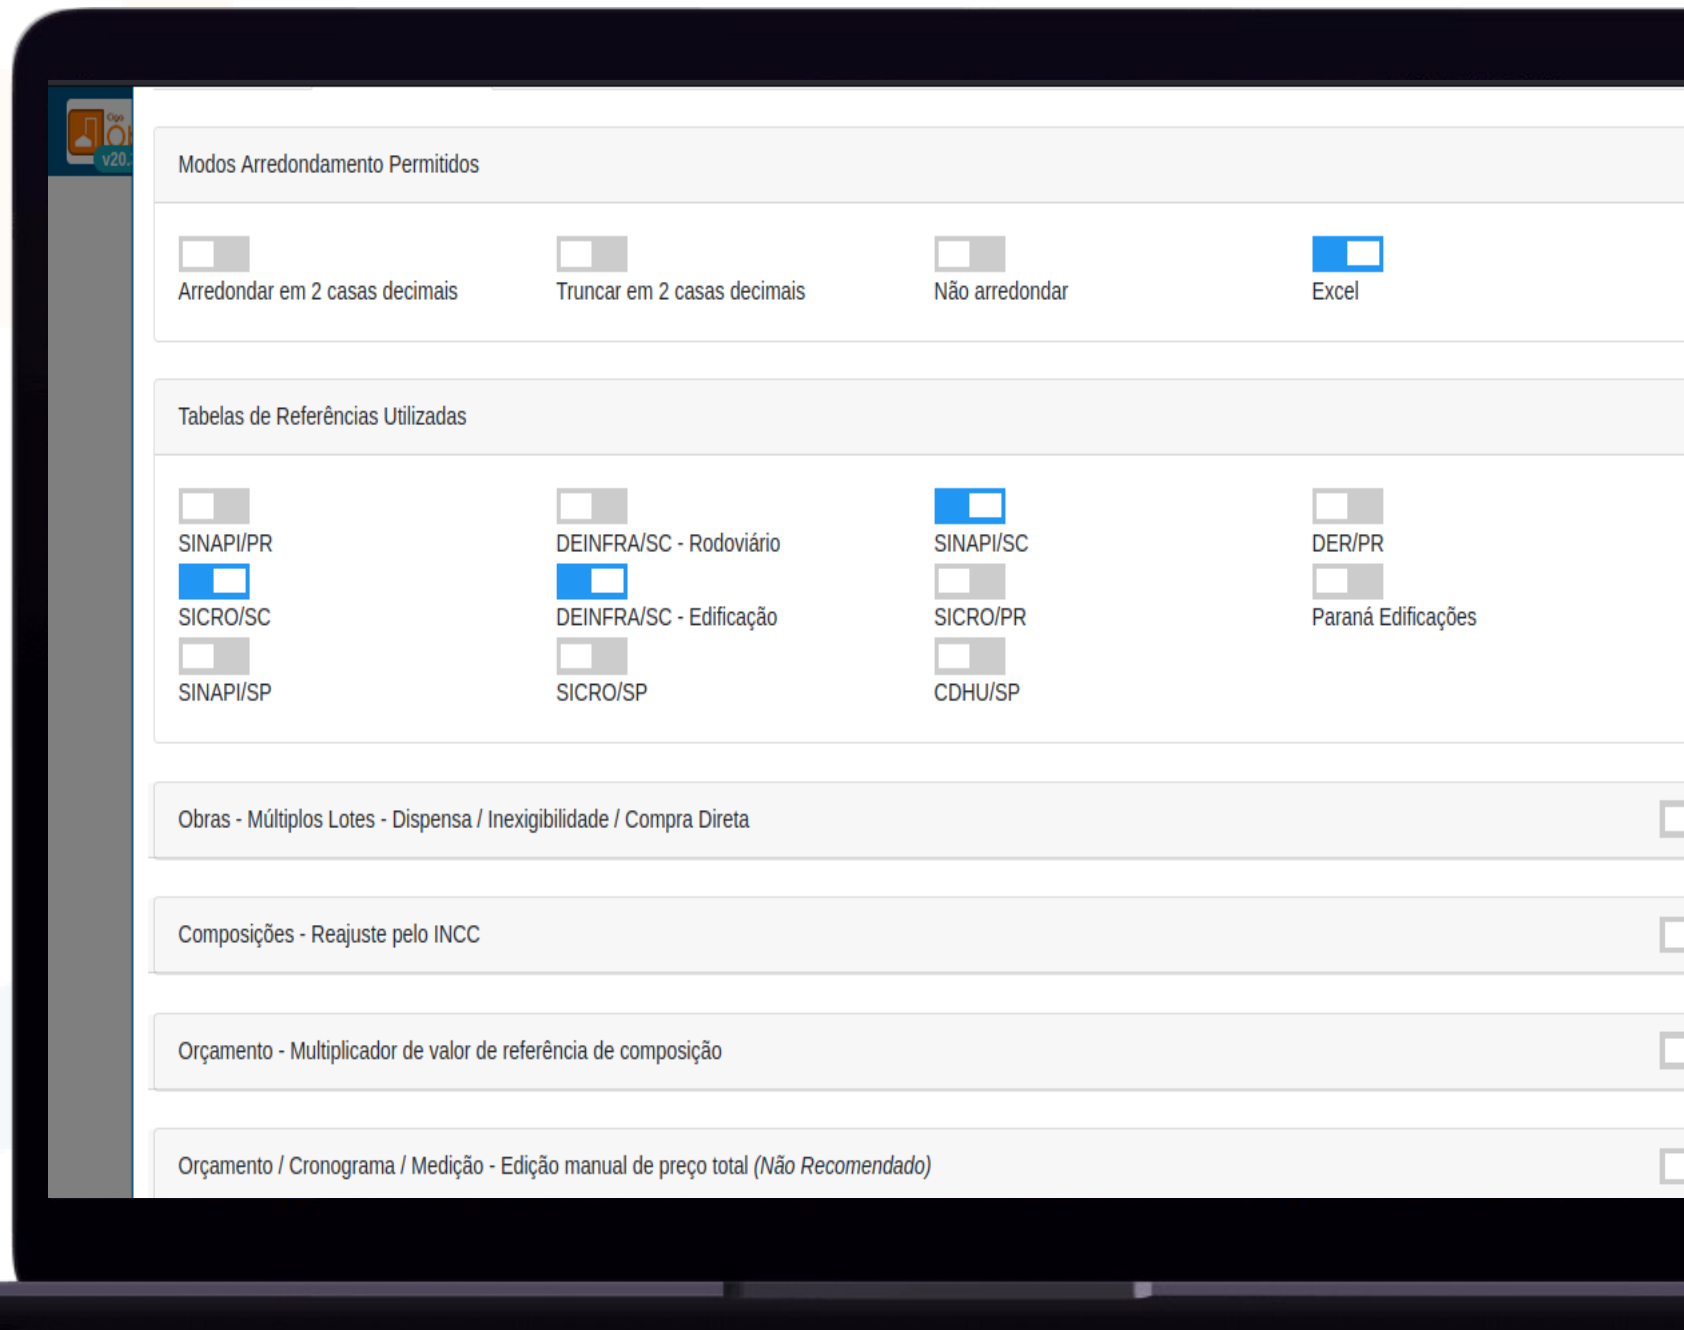 Cigo
v20.
Modos Arredondamento Permitidos
Arredondar em 2 casas decimais Truncar em 2 casas decimais Não arredondar Excel
Tabelas de Referências Utilizadas
SINAPI/PR DEINFRA/SC - Rodoviário SINAPI/SC DER/PR
SICRO/SC DEINFRA/SC - Edificação SICRO/PR Paraná Edificações
SINAPI/SP SICRO/SP CDHU/SP
Obras - Múltiplos Lotes - Dispensa / Inexigibilidade / Compra Direta
Composições - Reajuste pelo INCC
Orçamento - Multiplicador de valor de referência de composição
Orçamento / Cronograma / Medição - Edição manual de preço total (Não Recomendado)